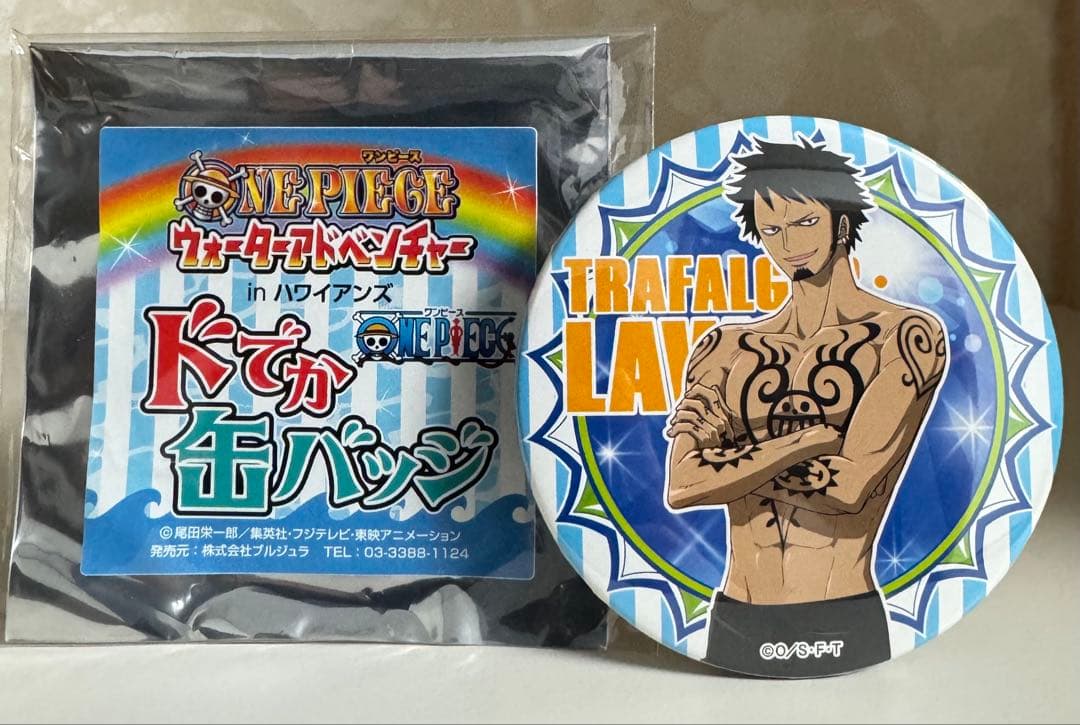 ワンピース
ONE PIECE
ウォーターアドベンチャー
in ハワイアンズ
ドでか
ワンピース
ONE PIECE
缶バッジ
©尾田栄一郎/集英社・フジテレビ・東映アニメーション
発売元：株式会社ブルジュラ TEL：03-3388-1124
TRAFALG
LAW
©O/S・F・T